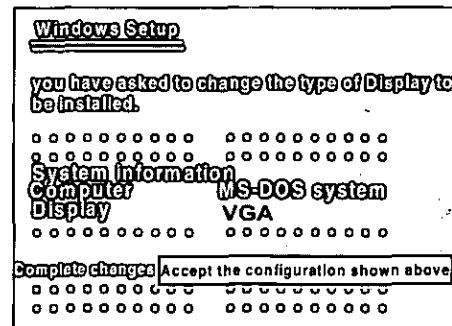 Windows Setup
you have asked to change the type of Display to
be installed.
System information
Computer MS-DOS system
Display VGA
Complete changes Accept the configuration shown above